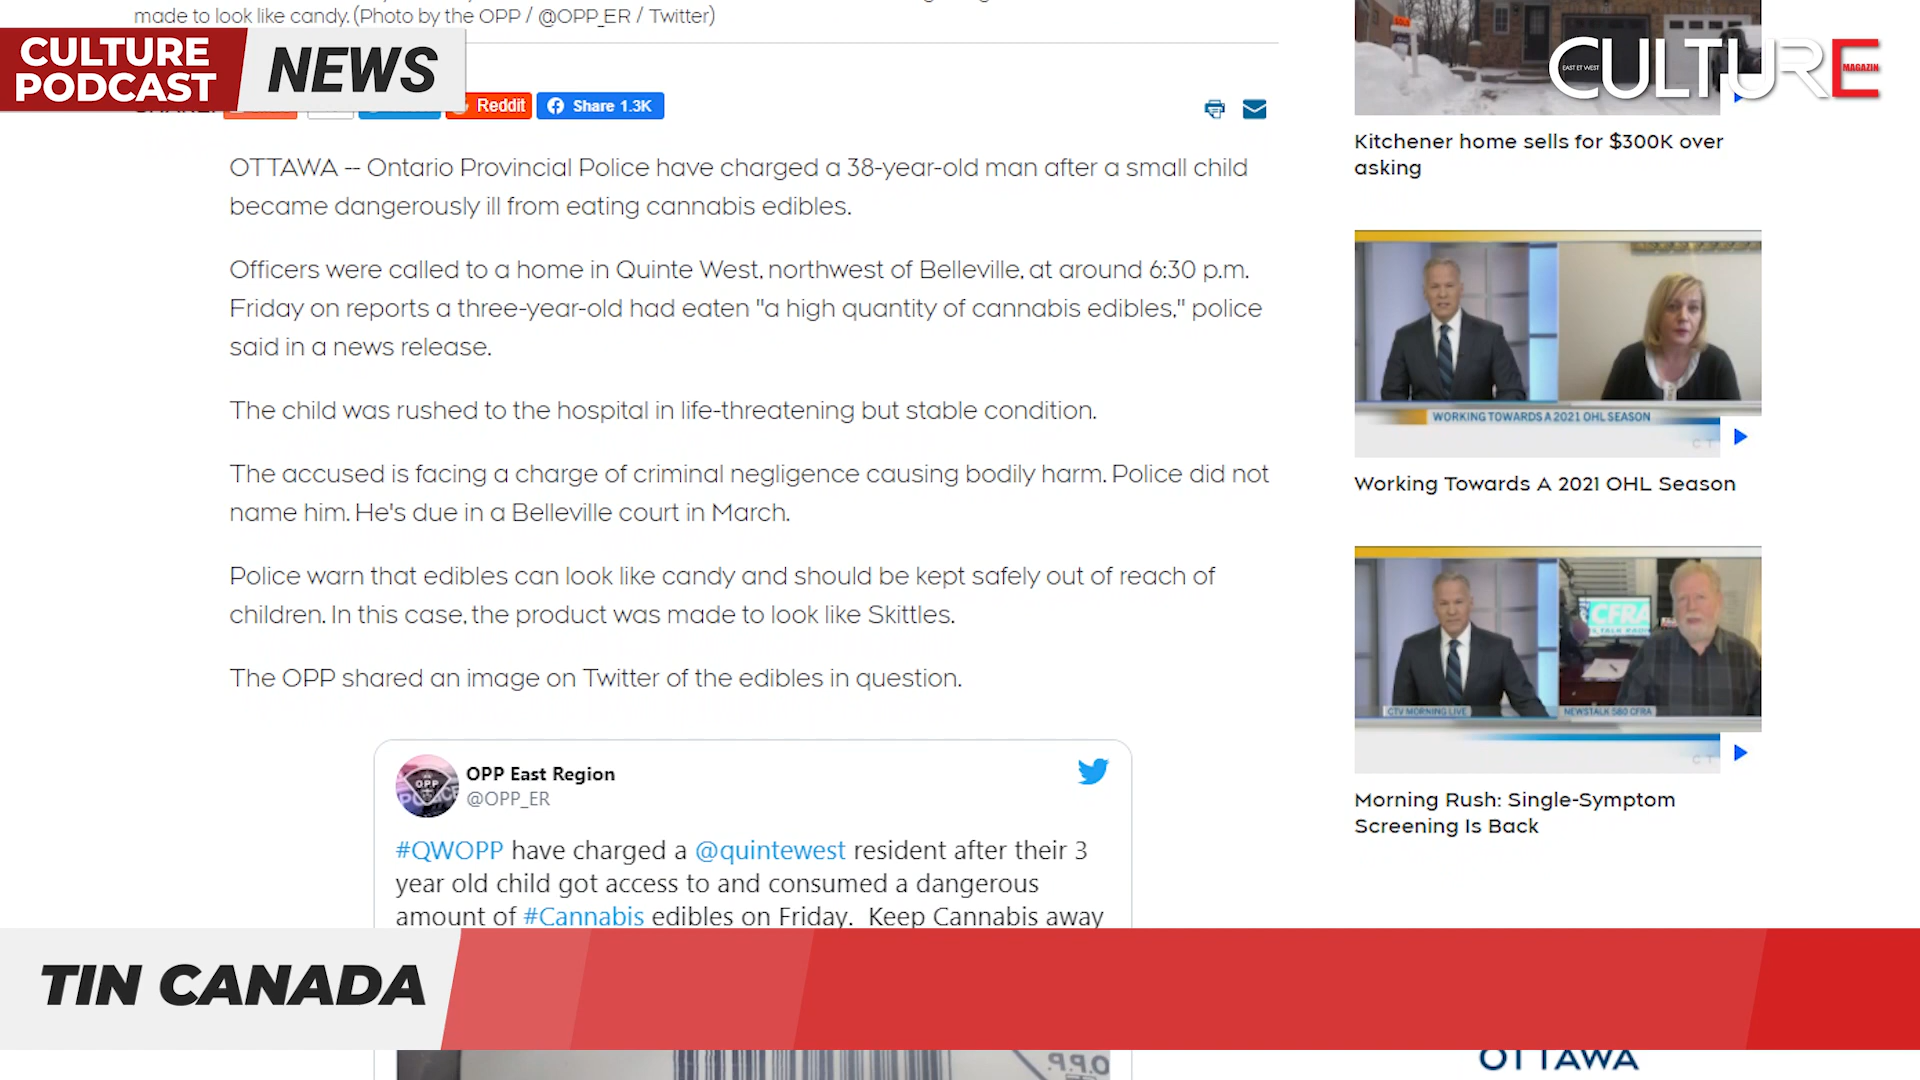 made to look like candy. (Photo by the OPP / @OPP_ER / Twitter)
CULTURE
PODCAST
NEWS
Reddit
Share 1.3K
CULTURE
EAST ET WEST
MAGAZIN
OTTAWA -- Ontario Provincial Police have charged a 38-year-old man after a small child
became dangerously ill from eating cannabis edibles.
Officers were called to a home in Quinte West, northwest of Belleville, at around 6:30 p.m.
Friday on reports a three-year-old had eaten "a high quantity of cannabis edibles," police
said in a news release.
The child was rushed to the hospital in life-threatening but stable condition.
The accused is facing a charge of criminal negligence causing bodily harm. Police did not
name him. He's due in a Belleville court in March.
Police warn that edibles can look like candy and should be kept safely out of reach of
children. In this case, the product was made to look like Skittles.
The OPP shared an image on Twitter of the edibles in question.
OPP East Region
@OPP_ER
#QWOPP have charged a @quintewest resident after their 3
year old child got access to and consumed a dangerous
amount of #Cannabis edibles on Friday. Keep Cannabis away
Kitchener home sells for $300K over
asking
WORKING TOWARDS A 2021 OHL SEASON
Working Towards A 2021 OHL Season
CFRA
CTV MORNING LIVE
NEWSTALK 580 CFRA
Morning Rush: Single-Symptom
Screening Is Back
TIN CANADA
O.P.P.
OTTAWA